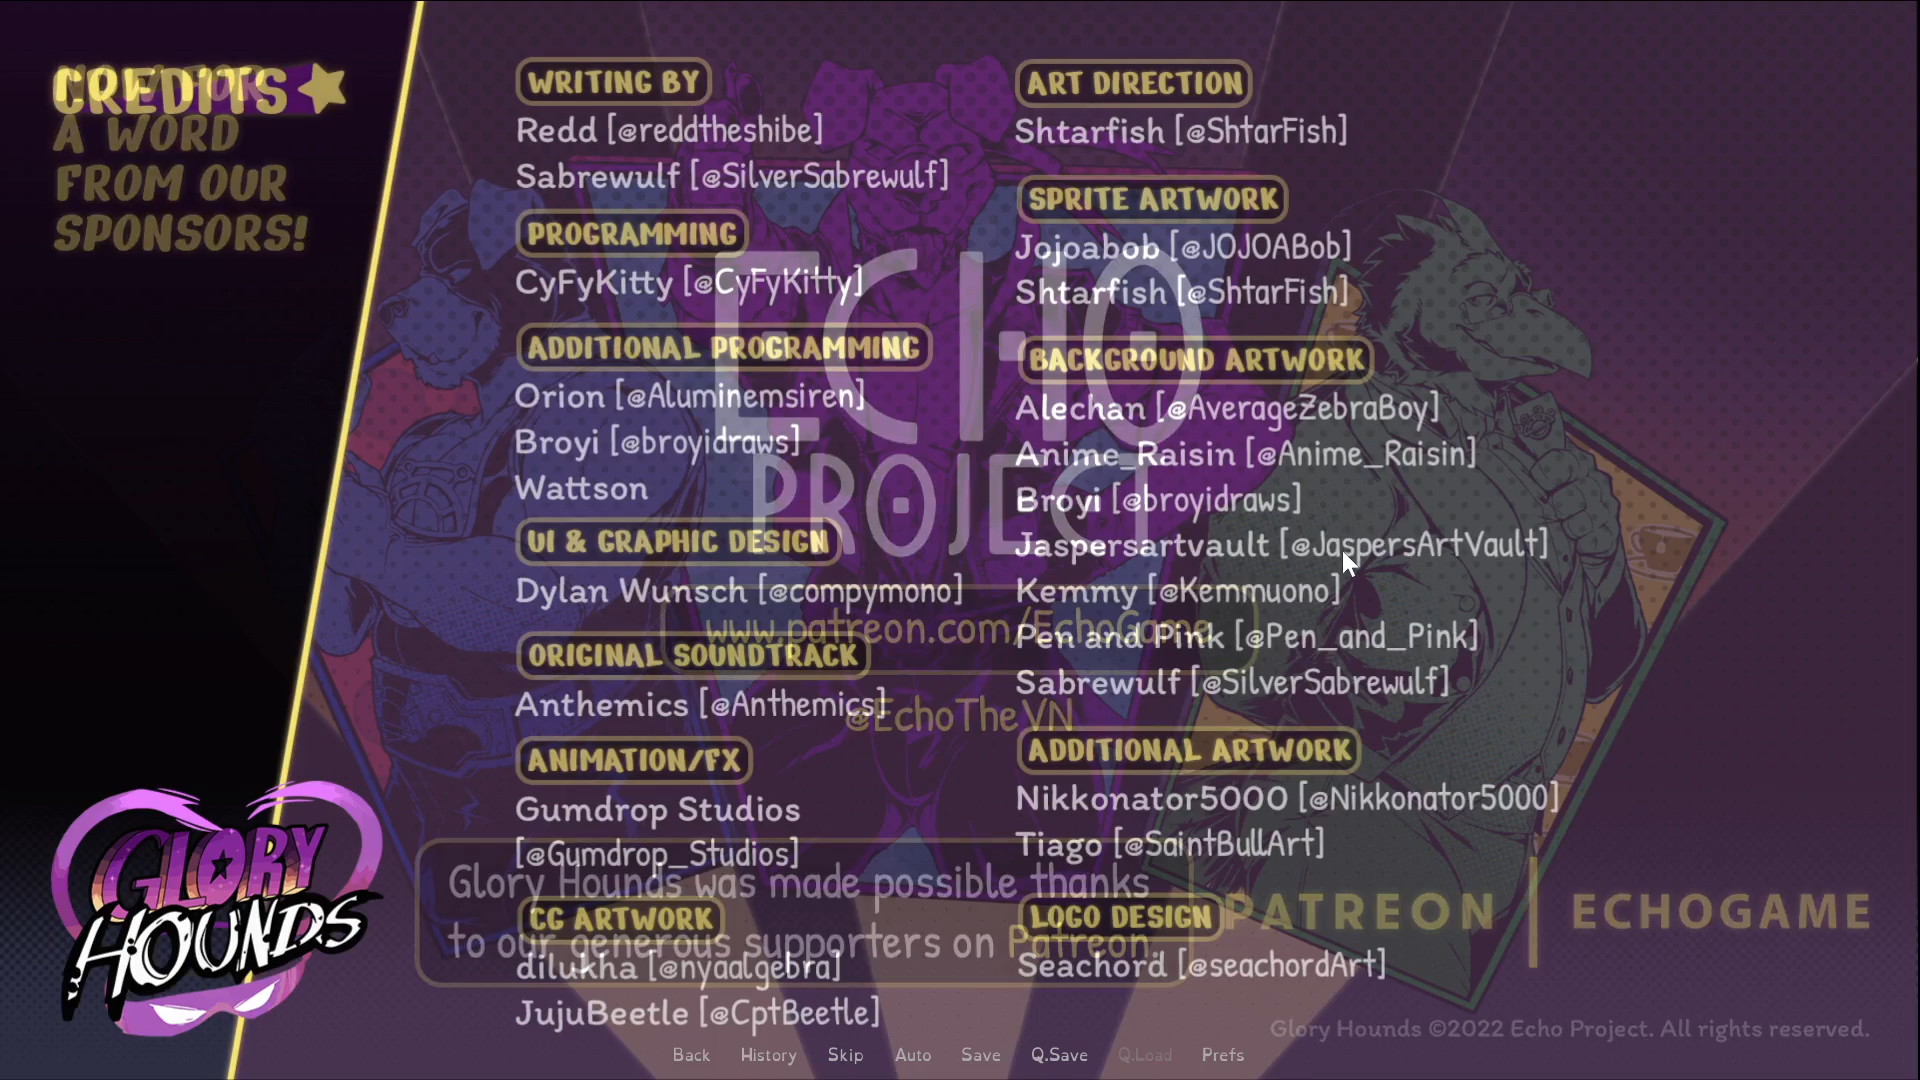 CREDITS
A WORD
FROM OUR
SPONSORS!
WRITING BY
Redd [@reddtheshibe]
Sabrewulf [@SilverSabrewulf]
PROGRAMMING
CyFyKitty [@CyFyKitty]
ADDITIONAL PROGRAMMING
Orion [@Aluminemsiren]
Broyi [@broyidraws]
Wattson
UI & GRAPHIC DESIGN
Dylan Wunsch [@compymono]
ORIGINAL SOUNDTRACK
Anthemics [@Anthemics]
ANIMATION/FX
Gumdrop Studios
[@Gymdrop_Studios]
CG ARTWORK
dilukha [@nyaalgebra]
JujuBeetle [@CptBeetle]
ART DIRECTION
Shtarfish [@ShtarFish]
SPRITE ARTWORK
Jojoabob [@JOJOABob]
Shtarfish [@ShtarFish]
BACKGROUND ARTWORK
Alechan [@AverageZebraBoy]
Anime_Raisin [@Anime_Raisin]
Broyi [@broyidraws]
Jaspersartvault [@JaspersArtVault]
Kemmy [@Kemmuono]
Pen and Pink [@Pen_and_Pink]
Sabrewulf [@SilverSabrewulf]
ADDITIONAL ARTWORK
Nikkonator5000 [@Nikkonator5000]
Tiago [@SaintBullArt]
LOGO DESIGN
Seachord [@seachordArt]
ECHO
PROJECT
www.patreon.com/EchoGame
@EchoTheVN
Glory Hounds was made possible thanks
to our generous supporters on Patreon
PATREON | ECHOGAME
GLORY
HOUNDS
Glory Hounds ©2022 Echo Project. All rights reserved.
Back History Skip Auto Save Q.Save Q.Load Prefs